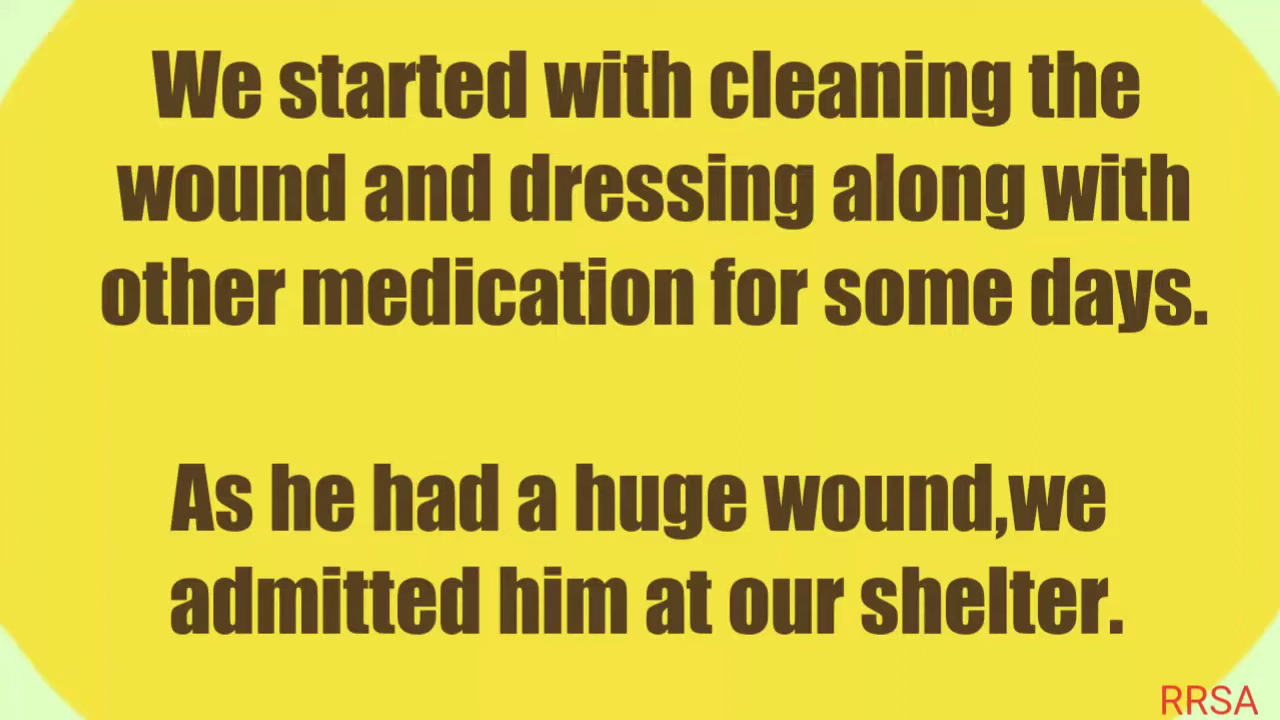 We started with cleaning the
wound and dressing along with
other medication for some days.
As he had a huge wound,we
admitted him at our shelter.
RRSA